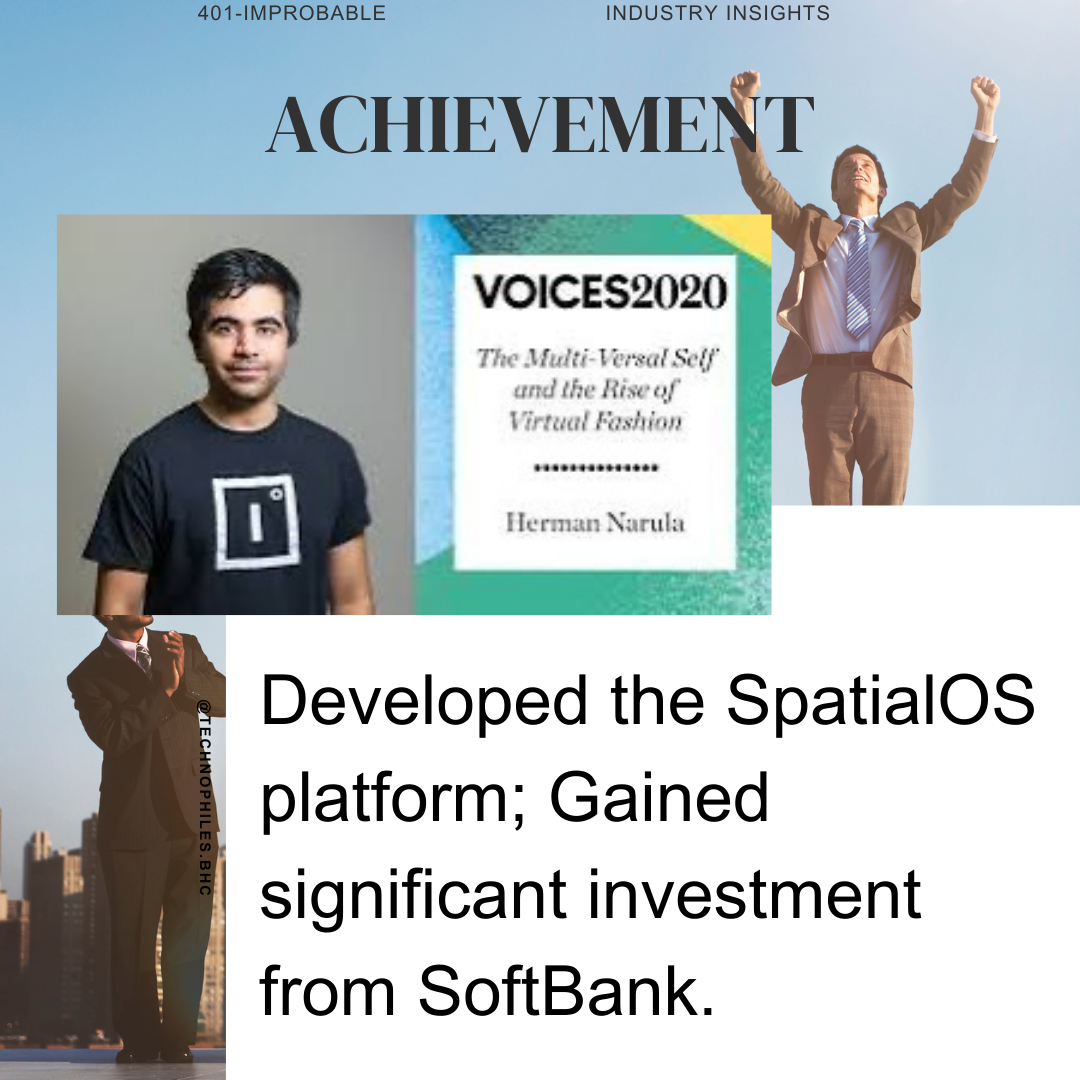 401-IMPROBABLE
INDUSTRY INSIGHTS
ACHIEVEMENT
VOICES2020
The Multi-Versal Self
and the Rise of
Virtual Fashion
Herman Narula
I°
@TECHNOPHILES.BHC
Developed the SpatialOS
platform; Gained
significant investment
from SoftBank.